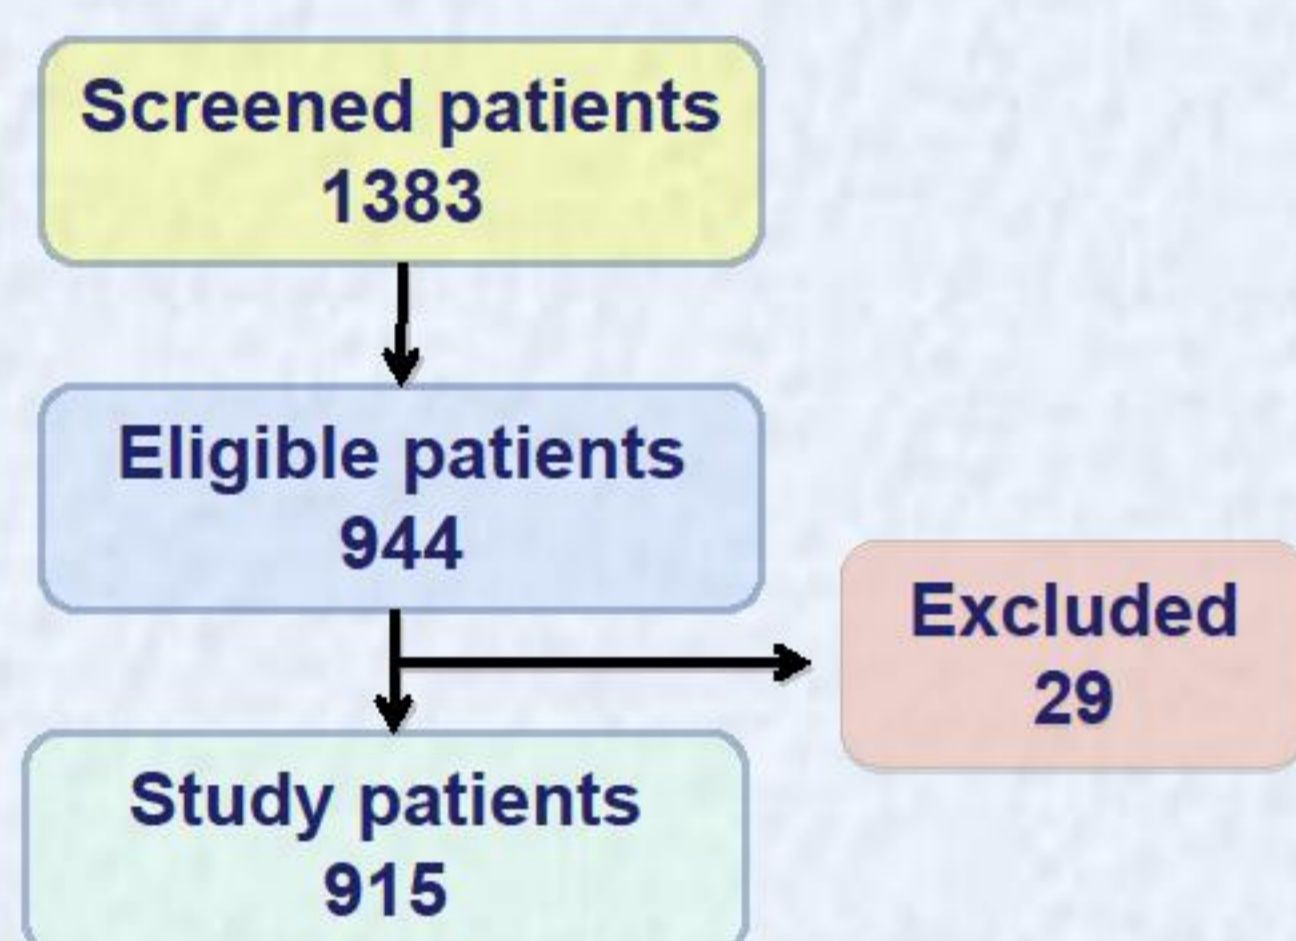 Screened patients
1383
Eligible patients
944
Excluded
29
Study patients
915